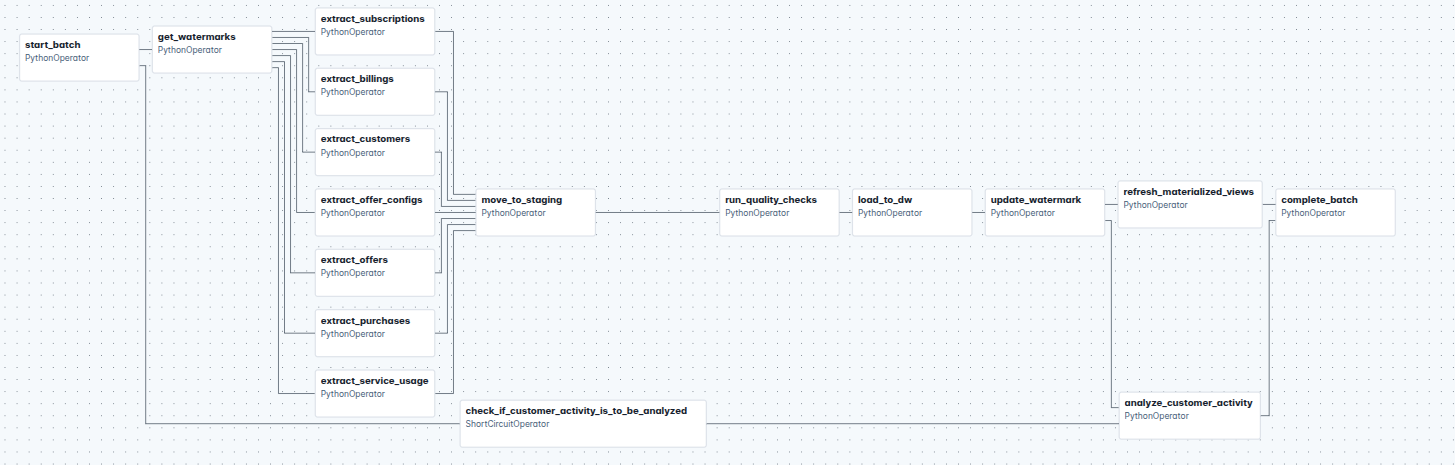 start_batch
PythonOperator
get_watermarks
PythonOperator
extract_subscriptions
PythonOperator
extract_billings
PythonOperator
extract_customers
PythonOperator
extract_offer_configs
PythonOperator
extract_offers
PythonOperator
extract_purchases
PythonOperator
extract_service_usage
PythonOperator
check_if_customer_activity_is_to_be_analyzed
ShortCircuitOperator
move_to_staging
PythonOperator
run_quality_checks
PythonOperator
load_to_dw
PythonOperator
update_watermark
PythonOperator
refresh_materialized_views
PythonOperator
analyze_customer_activity
PythonOperator
complete_batch
PythonOperator